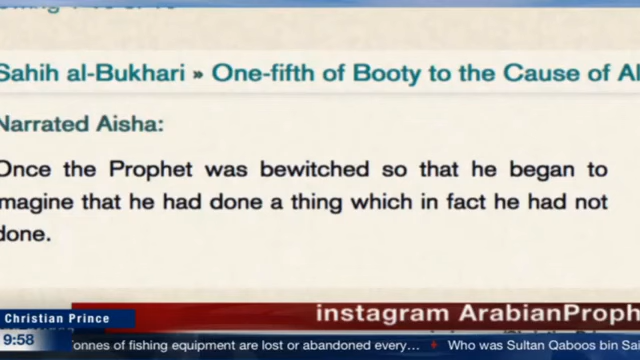 Sahih al-Bukhari » One-fifth of Booty to the Cause of Al
Narrated Aisha:
Once the Prophet was bewitched so that he began to
magine that he had done a thing which in fact he had not
done.
instagram ArabianProph
Christian Prince
9:58
Tonnes of fishing equipment are lost or abandoned every... Who was Sultan Qaboos bin Sai